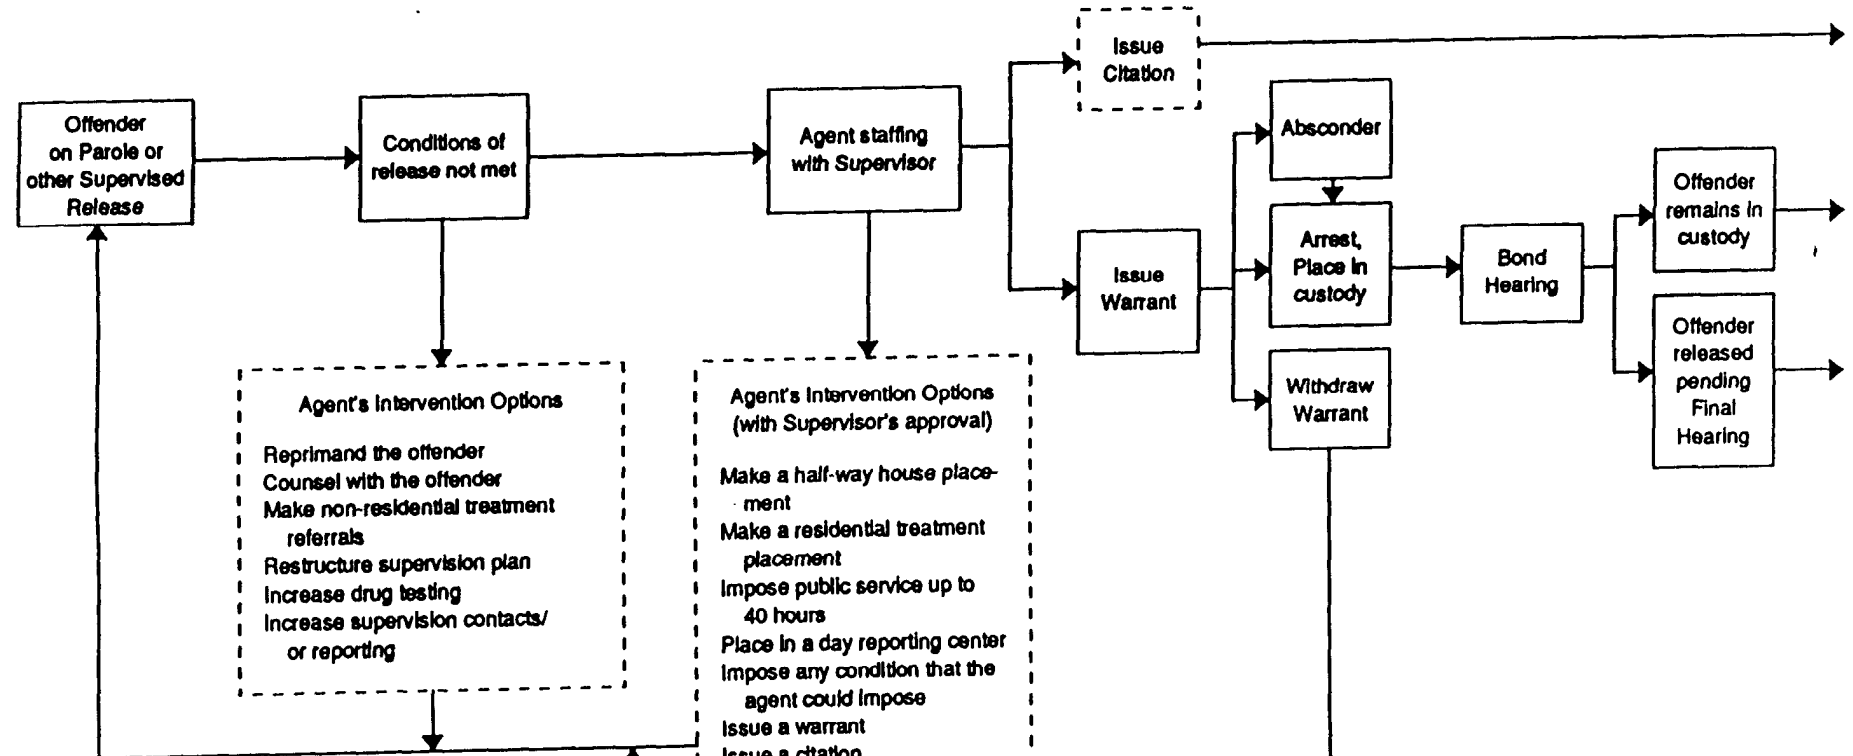 Issue
Citation
Offender
on Parole or
other Supervised
Release
Conditions of
release not met
Agent staffing
with Supervisor
Absconder
Issue
Warrant
Arrest,
Place in
custody
Withdraw
Warrant
Bond
Hearing
Offender
remains in
custody
Offender
released
pending
Final
Hearing
Agent's Intervention Options
Reprimand the offender
Counsel with the offender
Make non-residential treatment
referrals
Restructure supervision plan
Increase drug testing
Increase supervision contacts/
or reporting
Agent's Intervention Options
(with Supervisor's approval)
Make a half-way house place-
ment
Make a residential treatment
placement
Impose public service up to
40 hours
Place in a day reporting center
Impose any condition that the
agent could impose
Issue a warrant
Issue a citation